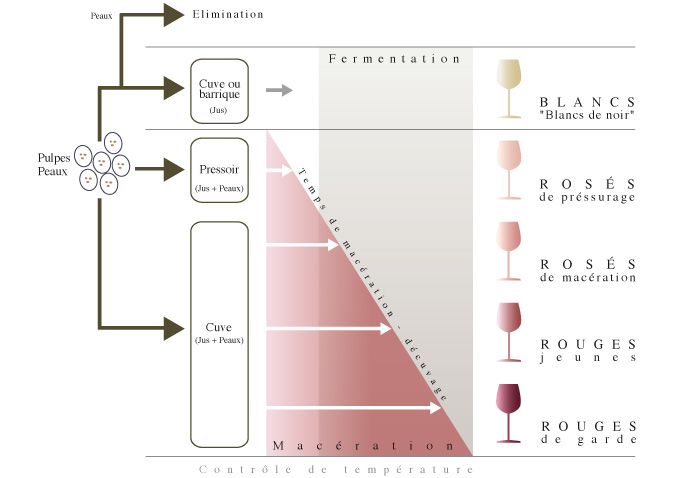 Peaux
Elimination
Fermentation
Cuve ou
barrique
(Jus)
BLANCS
"Blancs de noir"
Pulpes
Peaux
Pressoir
(Jus + Peaux)
ROSÉS
de préssurage
Temps de macération - décuvage
ROSÉS
de macération
Cuve
(Jus + Peaux)
ROUGES
jeunes
ROUGES
de garde
Macération
Contrôle de température